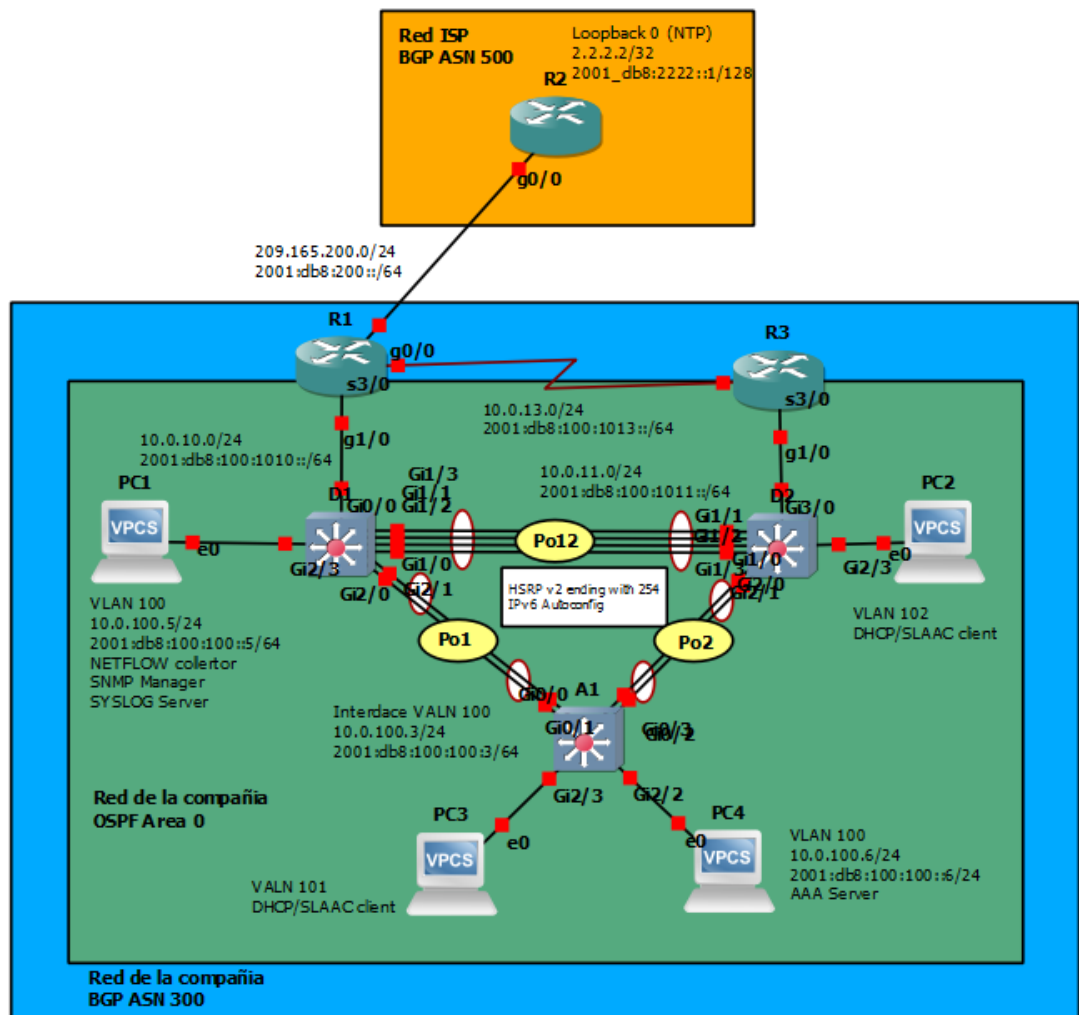 Red ISP
BGP ASN 500
Loopback 0 (NTP)
2.2.2.2/32
2001_db8:2222::1/128
R2
g0/0
209.165.200.0/24
2001:db8:200::/64
R1
g0/0
s3/0
R3
s3/0
10.0.13.0/24
2001:db8:100:1013::/64
10.0.10.0/24
2001:db8:100:1010::/64
g1/0
g1/0
10.0.11.0/24
2001:db8:100:1011::/64
PC1
VPCS
e0
D1
Gi0/0
Gi1/3
Gi1/1
Gi1/2
Gi1/0
Gi2/3
Gi2/0
Gi2/1
Po12
D2
Gi3/0
Gi1/1
Gi1/2
Gi1/0
Gi1/3
Gi2/0
Gi2/1
Gi2/3
PC2
VPCS
e0
HSRP v2 ending with 254
IPv6 Autoconfig
VLAN 100
10.0.100.5/24
2001:db8:100:100::5/64
NETFLOW collertor
SNMP Manager
SYSLOG Server
VLAN 102
DHCP/SLAAC client
Po1
Po2
A1
Gi0/0
Gi0/1
Gi0/3
Gi0/2
Interdace VALN 100
10.0.100.3/24
2001:db8:100:100:3/64
Gi2/3
Gi2/2
Red de la compañia
OSPF Area 0
PC3
VPCS
e0
VALN 101
DHCP/SLAAC client
PC4
VPCS
e0
VLAN 100
10.0.100.6/24
2001:db8:100:100::6/24
AAA Server
Red de la compañia
BGP ASN 300